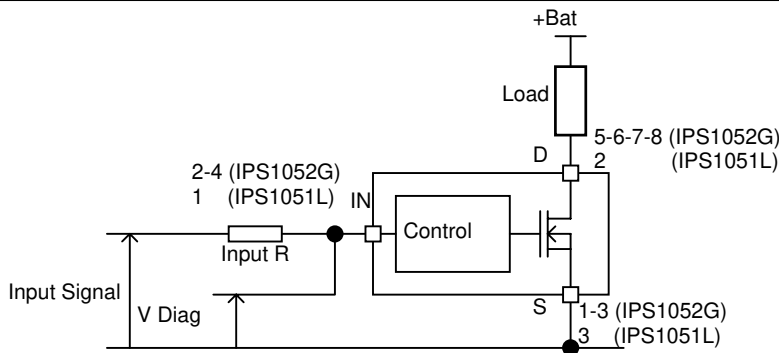 +Bat
Load
5-6-7-8 (IPS1052G)
D
2 (IPS1051L)
2-4 (IPS1052G)
1 (IPS1051L)
IN
Control
Input R
Input Signal
V Diag
S
1-3 (IPS1052G)
3 (IPS1051L)